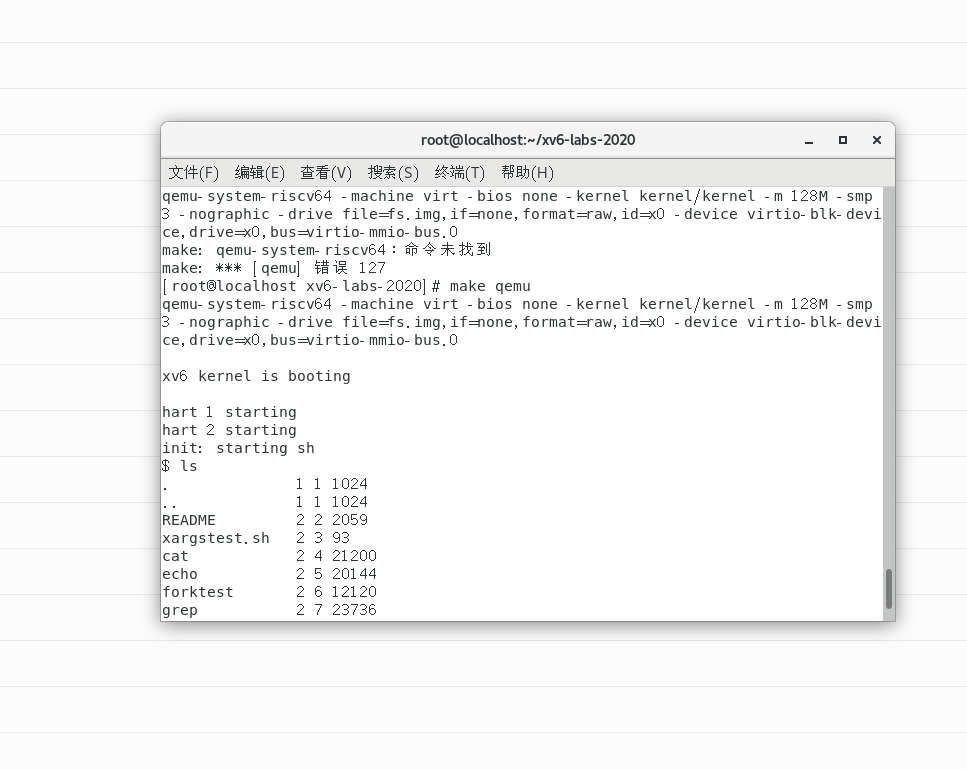 root@localhost:~/xv6-labs-2020
文件(F) 编辑(E) 查看(V) 搜索(S) 终端(T) 帮助(H)
qemu-system-riscv64 -machine virt -bios none -kernel kernel/kernel -m 128M -smp
3 -nographic -drive file=fs.img,if=none,format=raw,id=x0 -device virtio-blk-devi
ce,drive=x0,bus=virtio-mmio-bus.0
make: qemu-system-riscv64：命令未找到
make: *** [qemu] 错误 127
[root@localhost xv6-labs-2020]# make qemu
qemu-system-riscv64 -machine virt -bios none -kernel kernel/kernel -m 128M -smp
3 -nographic -drive file=fs.img,if=none,format=raw,id=x0 -device virtio-blk-devi
ce,drive=x0,bus=virtio-mmio-bus.0
xv6 kernel is booting
hart 1 starting
hart 2 starting
init: starting sh
$ ls
. 1 1 1024
.. 1 1 1024
README 2 2 2059
xargstest.sh 2 3 93
cat 2 4 21200
echo 2 5 20144
forktest 2 6 12120
grep 2 7 23736